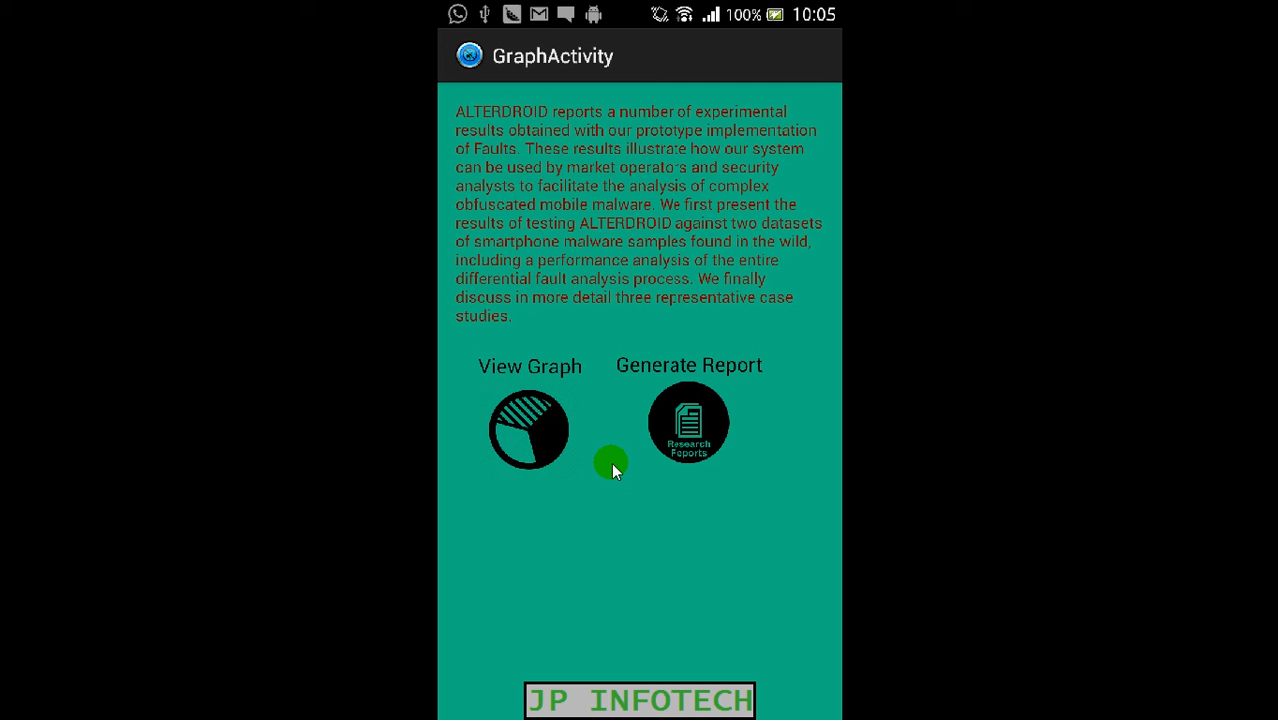 100% 10:05
GraphActivity
ALTERDROID reports a number of experimental
results obtained with our prototype implementation
of Faults. These results illustrate how our system
can be used by market operators and security
analysts to facilitate the analysis of complex
obfuscated mobile malware. We first present the
results of testing ALTERDROID against two datasets
of smartphone malware samples found in the wild,
including a performance analysis of the entire
differential fault analysis process. We finally
discuss in more detail three representative case
studies.
View Graph Generate Report
Research
Reports
JP INFOTECH